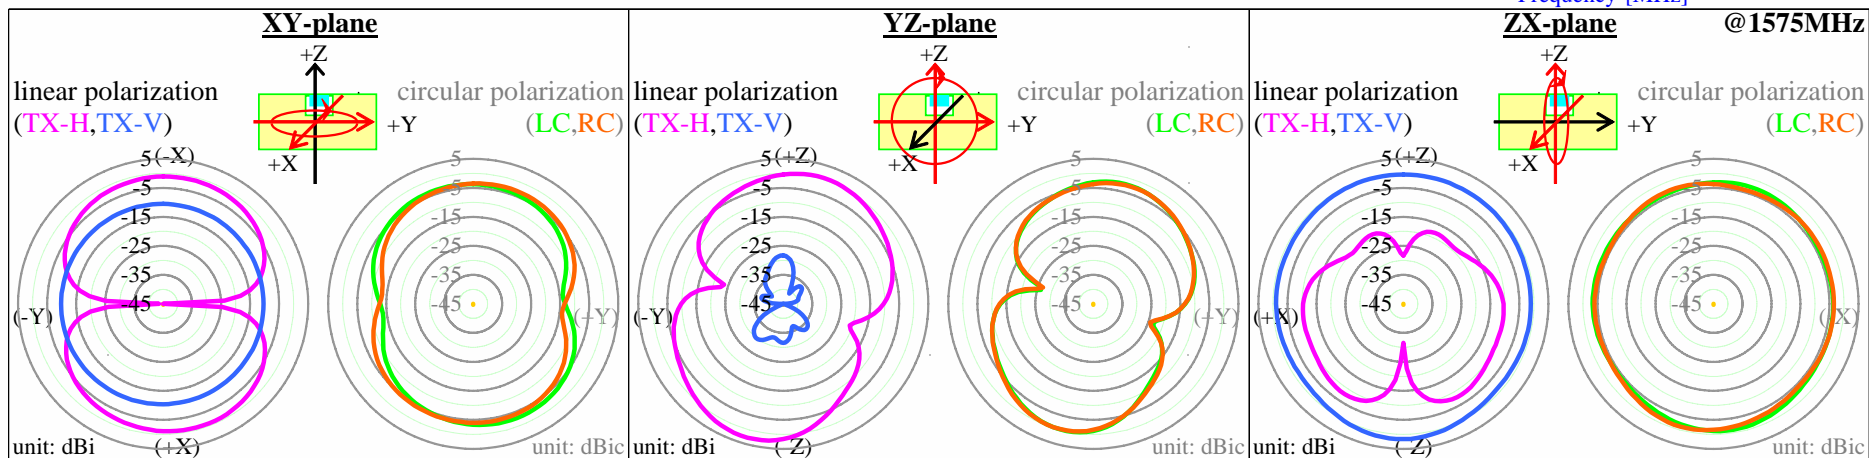 Frequency [MHz]
XY-plane
+Z
linear polarization
circular polarization
(TX-H,TX-V)
(LC,RC)
+Y
+X
5 (-X)
-5
-15
-25
-35
-45
(-Y)
(+X)
unit: dBi
5
-5
-15
-25
-35
-45
(+Y)
unit: dBic
YZ-plane
+Z
linear polarization
circular polarization
(TX-H,TX-V)
(LC,RC)
+Y
+X
5 (+Z)
-5
-15
-25
-35
-45
(-Y)
(-Z)
unit: dBi
5
-5
-15
-25
-35
-45
(+Y)
unit: dBic
ZX-plane
@1575MHz
+Z
linear polarization
circular polarization
(TX-H,TX-V)
(LC,RC)
+Y
+X
5 (+Z)
-5
-15
-25
-35
-45
(+X)
(-Z)
unit: dBi
5
-5
-15
-25
-35
-45
(-X)
unit: dBic